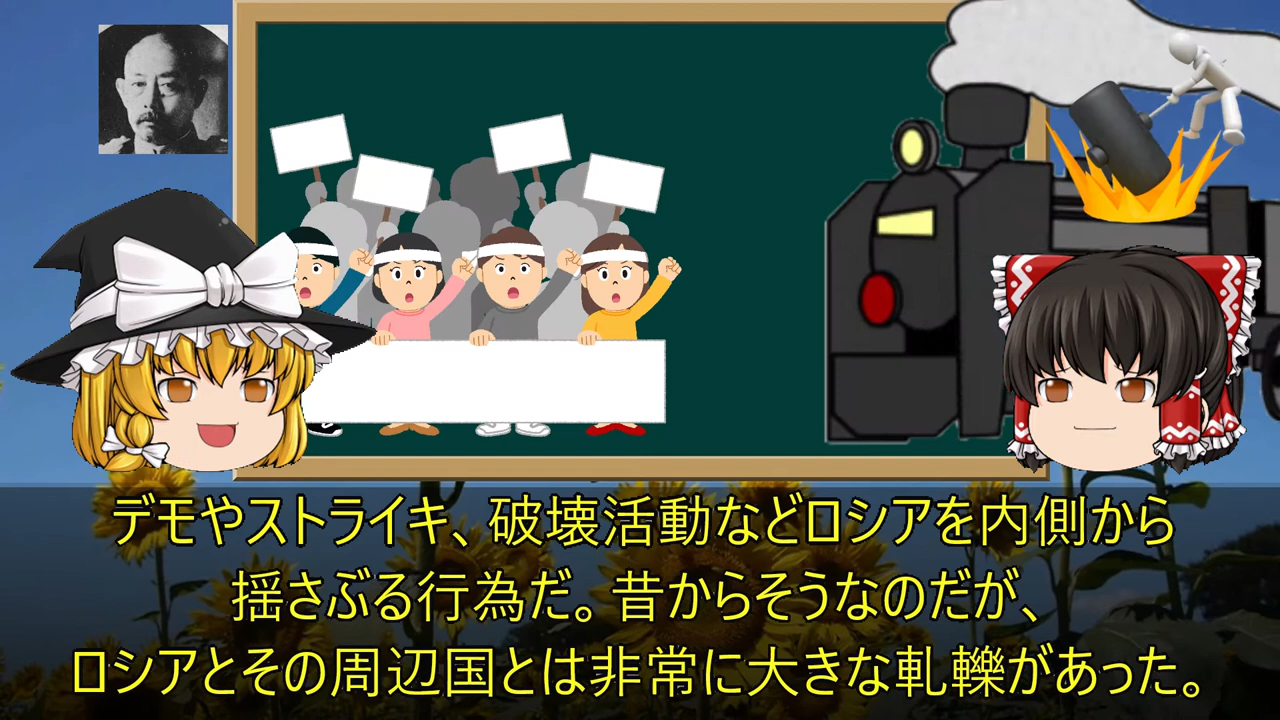 デモやストライキ、破壊活動などロシアを内側から
揺さぶる行為だ。昔からそうなのだが、
ロシアとその周辺国とは非常に大きな軋轢があった。